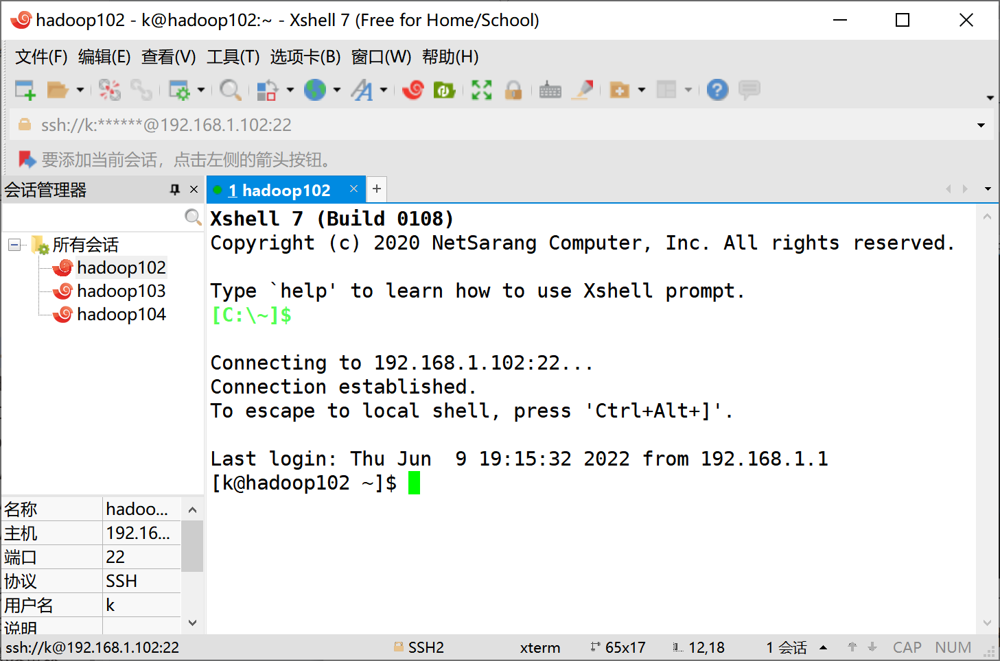 hadoop102 - k@hadoop102:~ - Xshell 7 (Free for Home/School)
文件(F) 编辑(E) 查看(V) 工具(T) 选项卡(B) 窗口(W) 帮助(H)
ssh://k:******@192.168.1.102:22
要添加当前会话，点击左侧的箭头按钮。
会话管理器
1 hadoop102
所有会话
hadoop102
hadoop103
hadoop104
Xshell 7 (Build 0108)
Copyright (c) 2020 NetSarang Computer, Inc. All rights reserved.
Type `help' to learn how to use Xshell prompt.
[C:\~]$
Connecting to 192.168.1.102:22...
Connection established.
To escape to local shell, press 'Ctrl+Alt+]'.
Last login: Thu Jun  9 19:15:32 2022 from 192.168.1.1
[k@hadoop102 ~]$
名称 hadoo...
主机 192.16...
端口 22
协议 SSH
用户名 k
说明
ssh://k@192.168.1.102:22 SSH2 xterm 65x17 12,18 1 会话 CAP NUM